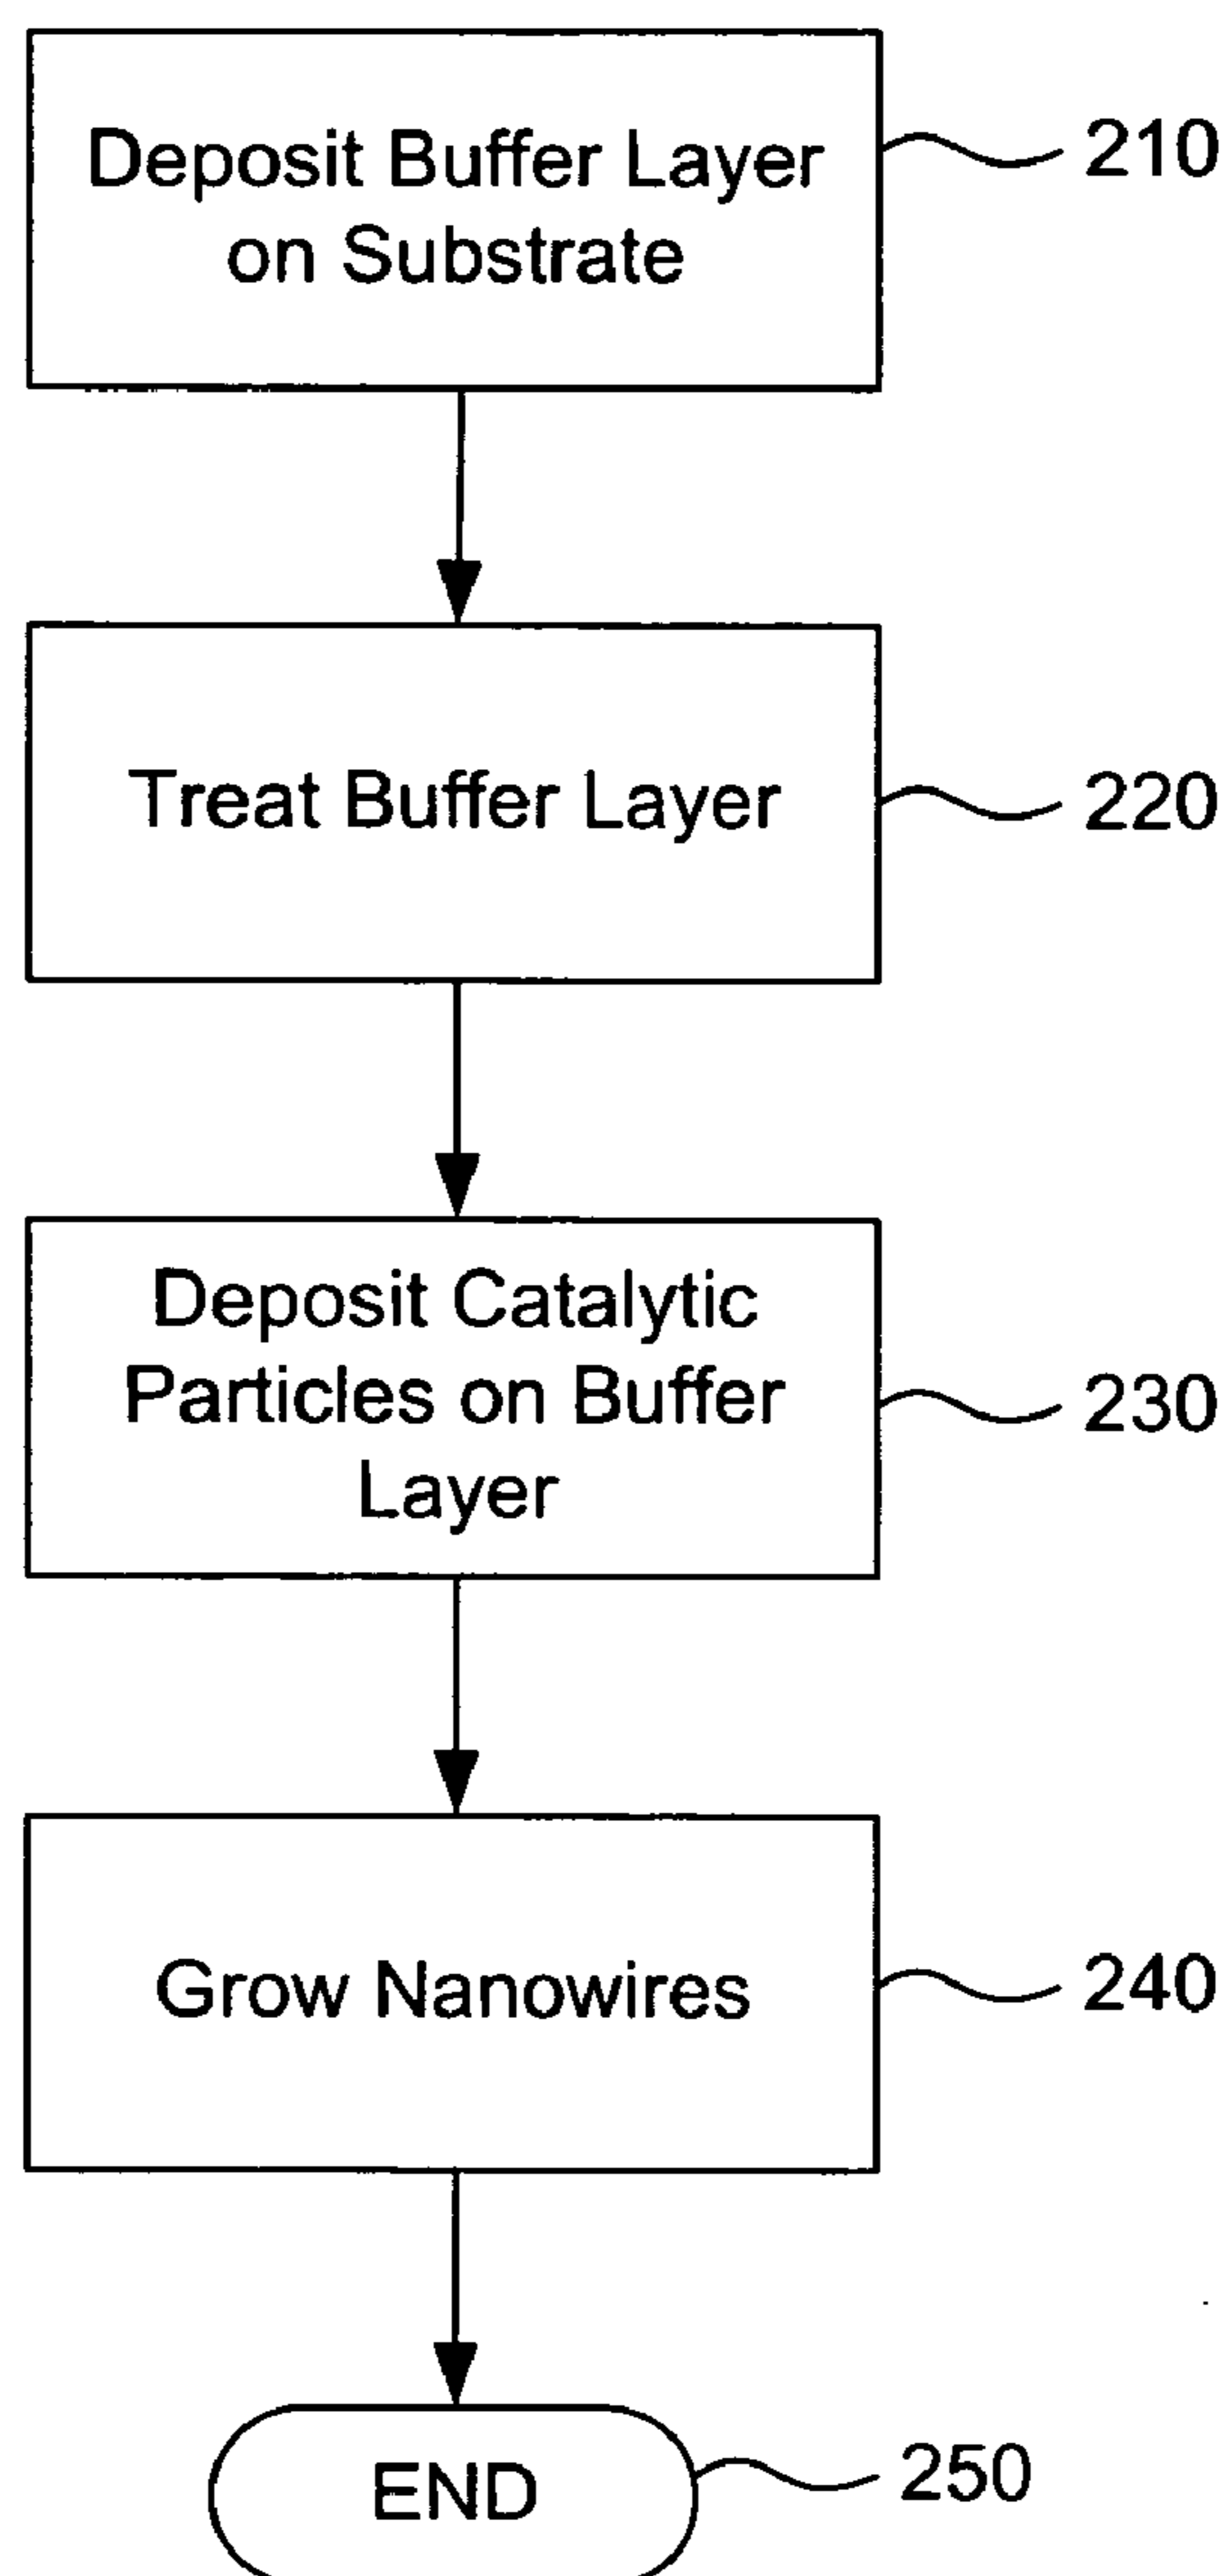 Deposit Buffer Layer
on Substrate
210
Treat Buffer Layer
220
Deposit Catalytic
Particles on Buffer
Layer
230
Grow Nanowires
240
END
250